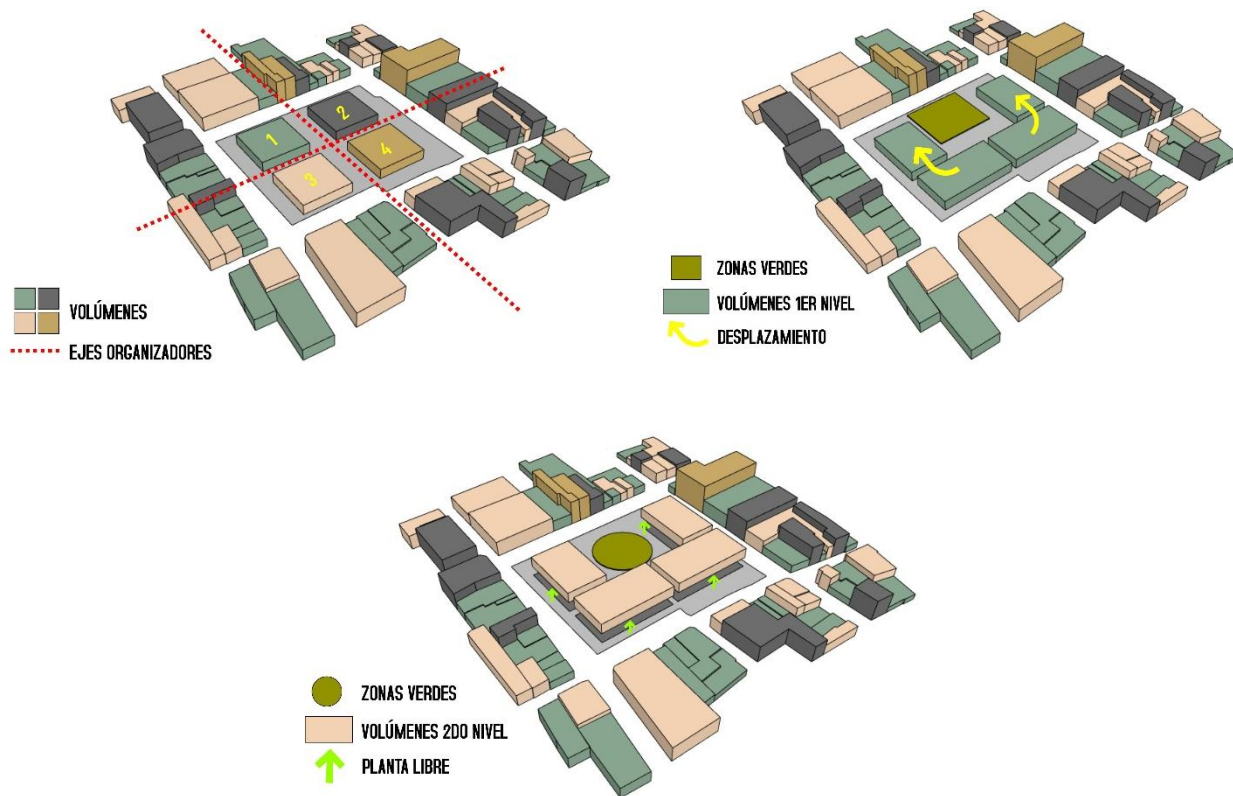 2
1
4
3
VOLÚMENES
EJES ORGANIZADORES
ZONAS VERDES
VOLÚMENES 1ER NIVEL
DESPLAZAMIENTO
ZONAS VERDES
VOLÚMENES 2DO NIVEL
PLANTA LIBRE